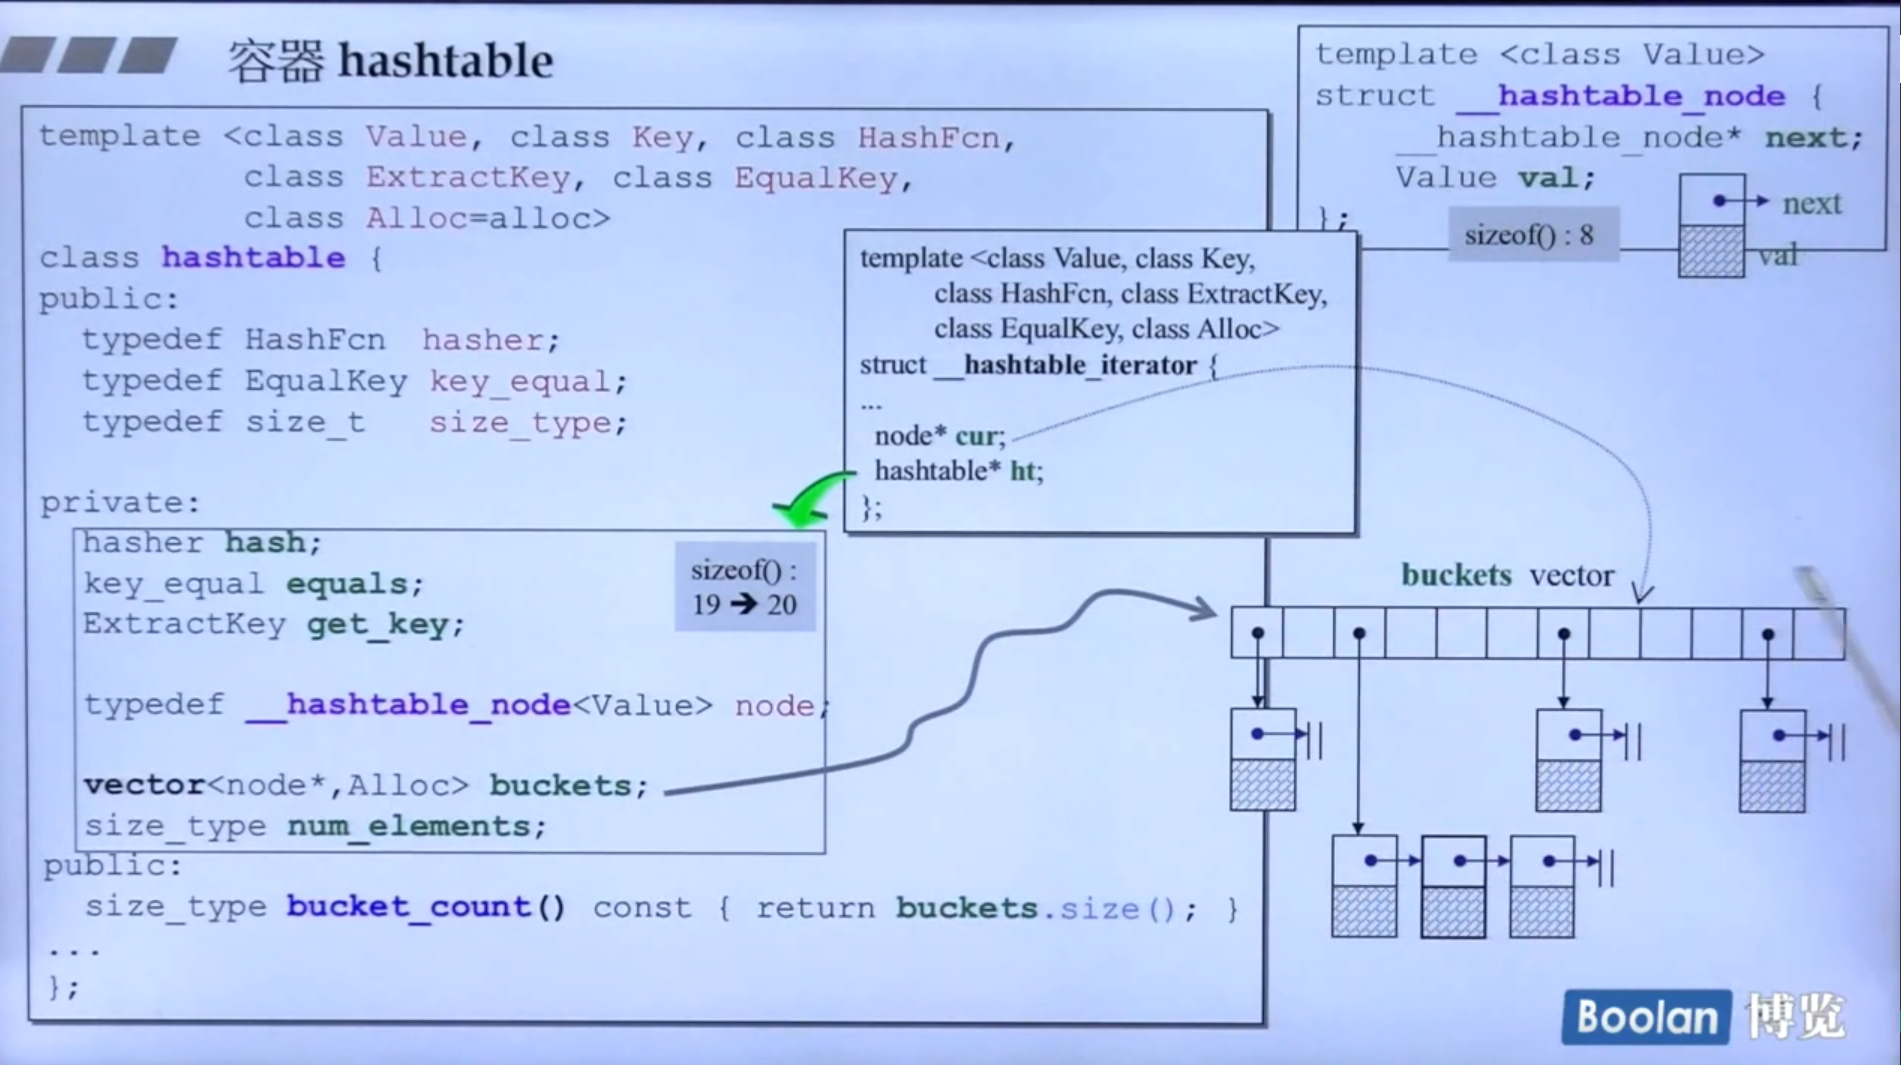 容器 hashtable
template <class Value, class Key, class HashFcn,
class ExtractKey, class EqualKey,
class Alloc=alloc>
class hashtable {
public:
typedef HashFcn hasher;
typedef EqualKey key_equal;
typedef size_t size_type;
private:
hasher hash;
key_equal equals;
ExtractKey get_key;
sizeof() :
19 → 20
typedef __hashtable_node<Value> node;
vector<node*,Alloc> buckets;
size_type num_elements;
public:
size_type bucket_count() const { return buckets.size(); }
...
};
template <class Value, class Key,
class HashFcn, class ExtractKey,
class EqualKey, class Alloc>
struct __hashtable_iterator {
...
node* cur;
hashtable* ht;
};
template <class Value>
struct __hashtable_node {
__hashtable_node* next;
Value val;
};
sizeof() : 8
next
val
buckets vector
Boolan 博览